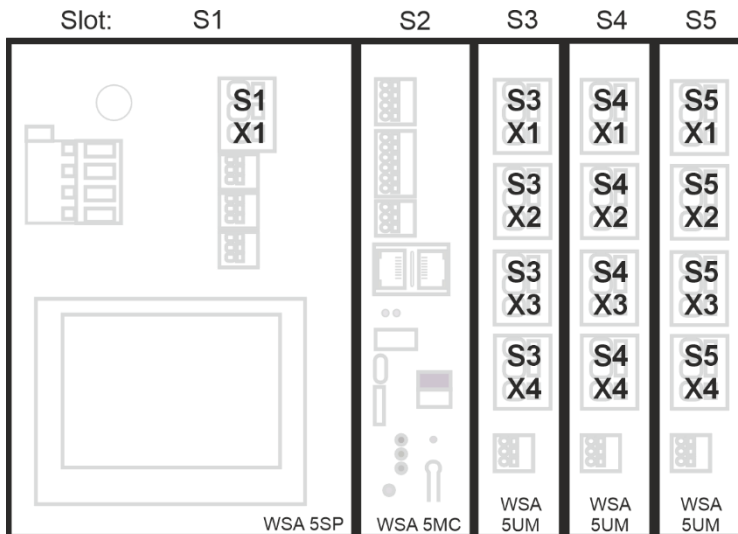 Slot: S1 S2 S3 S4 S5
S1 S3 S4 S5
X1 X1 X1 X1
S3 S4 S5
X2 X2 X2
S3 S4 S5
X3 X3 X3
S3 S4 S5
X4 X4 X4
WSA WSA WSA
WSA 5SP WSA 5MC 5UM 5UM 5UM